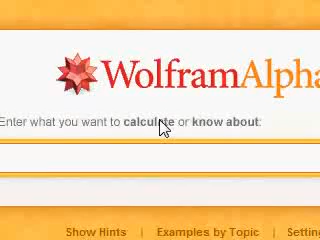 WolframAlpha
Enter what you want to calculate or know about:
Show Hints | Examples by Topic | Setting